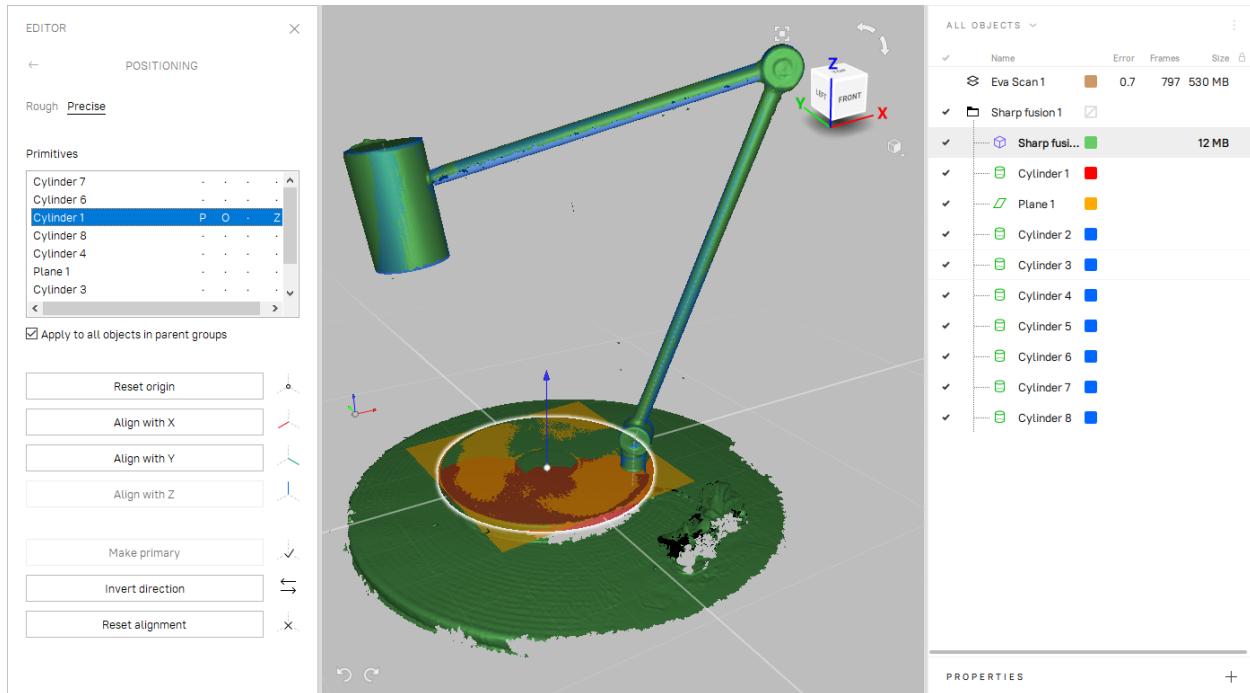 EDITOR
POSITIONING
Rough Precise
Primitives
Cylinder 7 · · · ·
Cylinder 6 · · · ·
Cylinder 1 P O · Z
Cylinder 8 · · · ·
Cylinder 4 · · · ·
Plane 1 · · · ·
Cylinder 3 · · · ·
Apply to all objects in parent groups
Reset origin
Align with X
Align with Y
Align with Z
Make primary
Invert direction
Reset alignment
Z
LEFT FRONT
Y
X
ALL OBJECTS
Name Error Frames Size
Eva Scan 1 0.7 797 530 MB
Sharp fusion 1
Sharp fusi... 12 MB
Cylinder 1
Plane 1
Cylinder 2
Cylinder 3
Cylinder 4
Cylinder 5
Cylinder 6
Cylinder 7
Cylinder 8
PROPERTIES